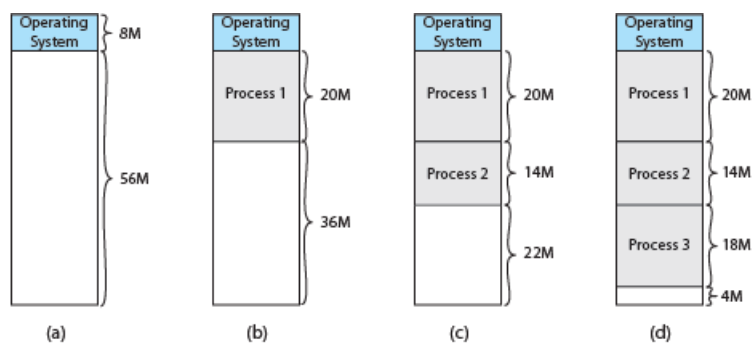 Operating
System
8M
56M
(a)
Operating
System
Process 1
20M
36M
(b)
Operating
System
Process 1
20M
Process 2
14M
22M
(c)
Operating
System
Process 1
20M
Process 2
14M
Process 3
18M
4M
(d)